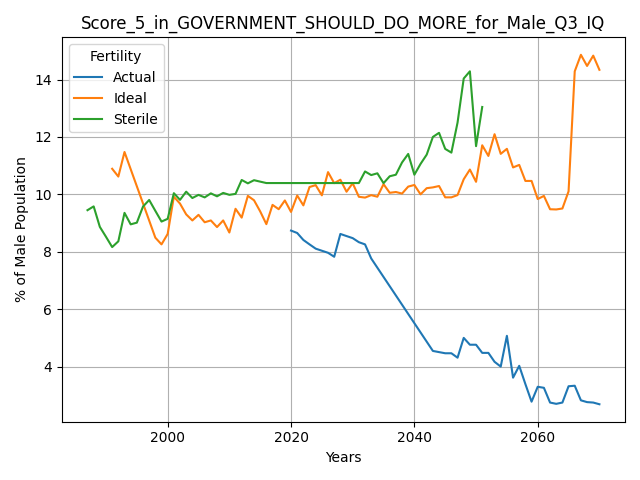 Score_5_in_GOVERNMENT_SHOULD_DO_MORE_for_Male_Q3_IQ
Fertility
Actual
Ideal
Sterile
% of Male Population
14
12
10
8
6
4
2000 2020 2040 2060
Years